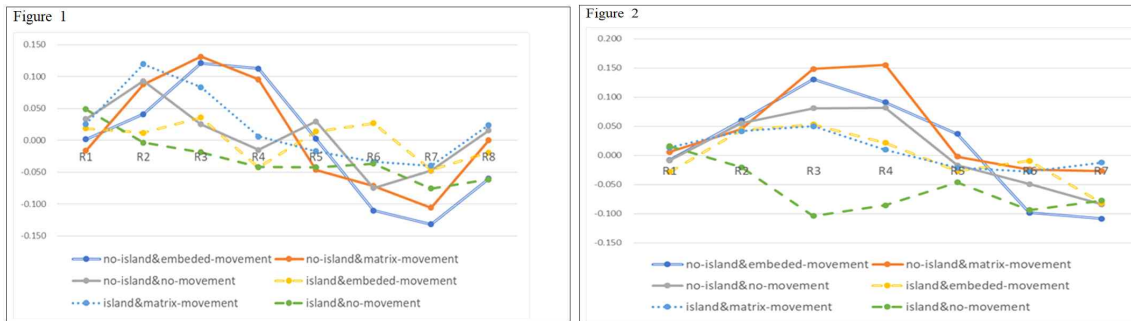 Figure 1
0.150
0.100
0.050
0.000
-0.050
-0.100
-0.150
R1 R2 R3 R4 R5 R6 R7 R8
no-island&embeded-movement no-island&matrix-movement
no-island&no-movement island&embeded-movement
island&matrix-movement island&no-movement
Figure 2
0.200
0.150
0.100
0.050
0.000
-0.050
-0.100
-0.150
R1 R2 R3 R4 R5 R6 R7
no-island&embeded-movement no-island&matrix-movement
no-island&no-movement island&embeded-movement
island&matrix-movement island&no-movement